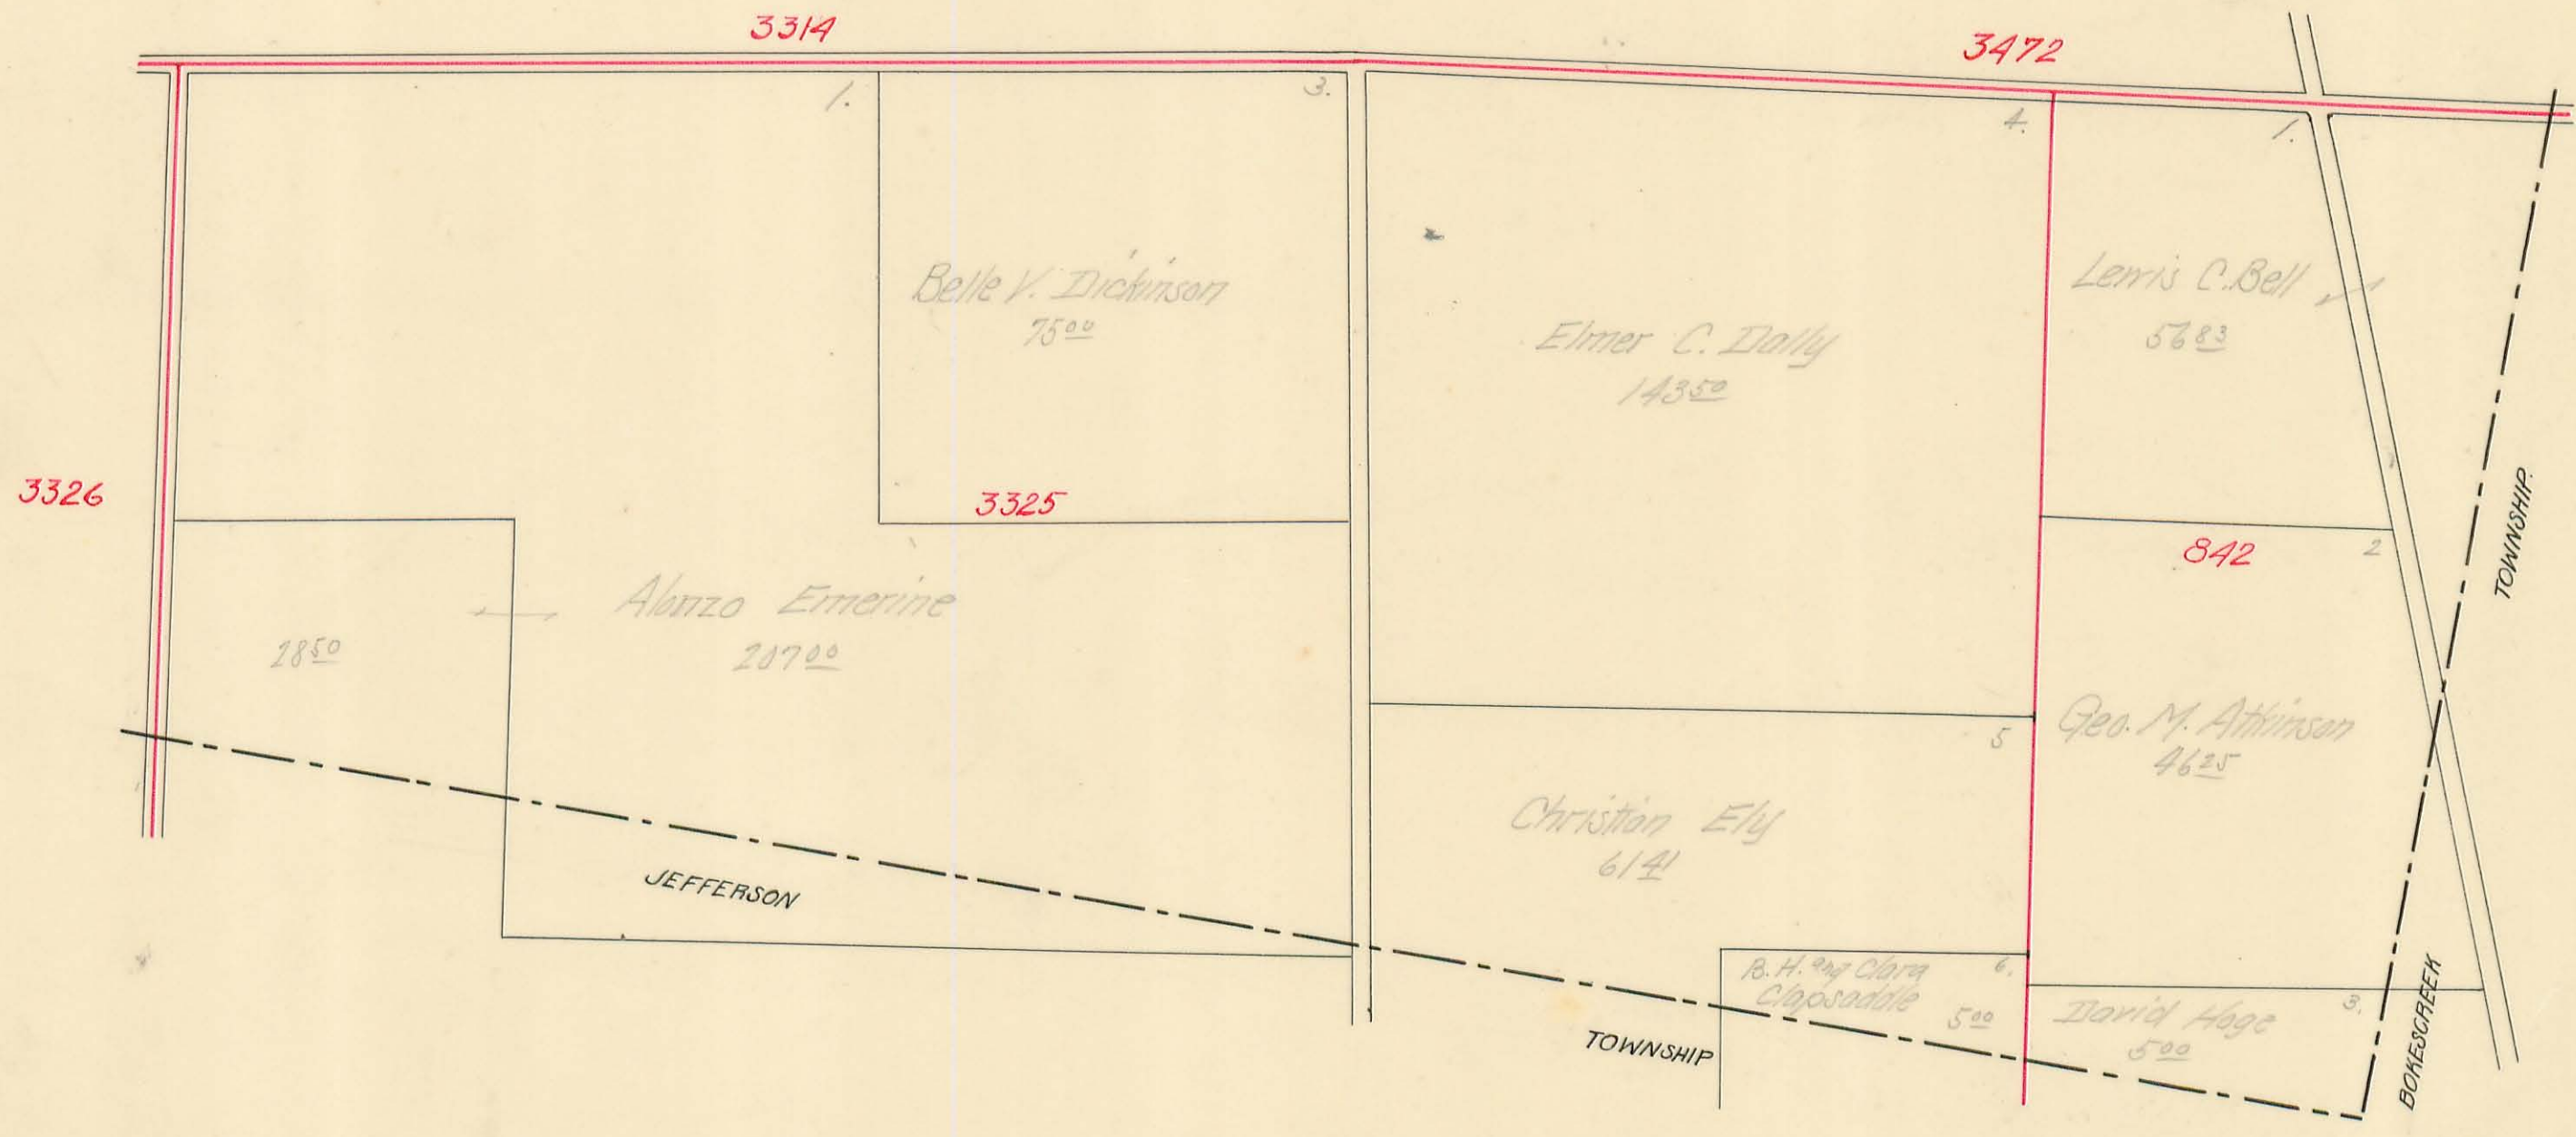 3314
3472
1.
3.
4.
1.
Belle V. Dickinson
75 00
Elmer C. Dally
143 50
Lewis C. Bell
56 83
3326
3325
842
2
TOWNSHIP.
Alonzo Emerine
207 00
28 50
5
Geo. M. Atkinson
46 25
Christian Ely
61 41
JEFFERSON
TOWNSHIP
B. H. and Clara
Clapsaddle
6.
5 00
David Hoge
5 00
3.
BOKESCREEK